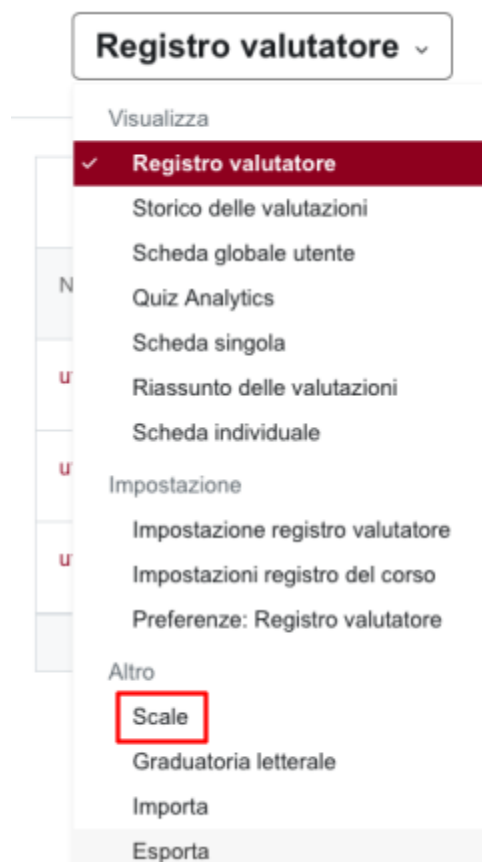 Registro valutatore
Visualizza
Registro valutatore
Storico delle valutazioni
Scheda globale utente
N
Quiz Analytics
Scheda singola
u
Riassunto delle valutazioni
Scheda individuale
u
Impostazione
Impostazione registro valutatore
u
Impostazioni registro del corso
Preferenze: Registro valutatore
Altro
Scale
Graduatoria letterale
Importa
Esporta